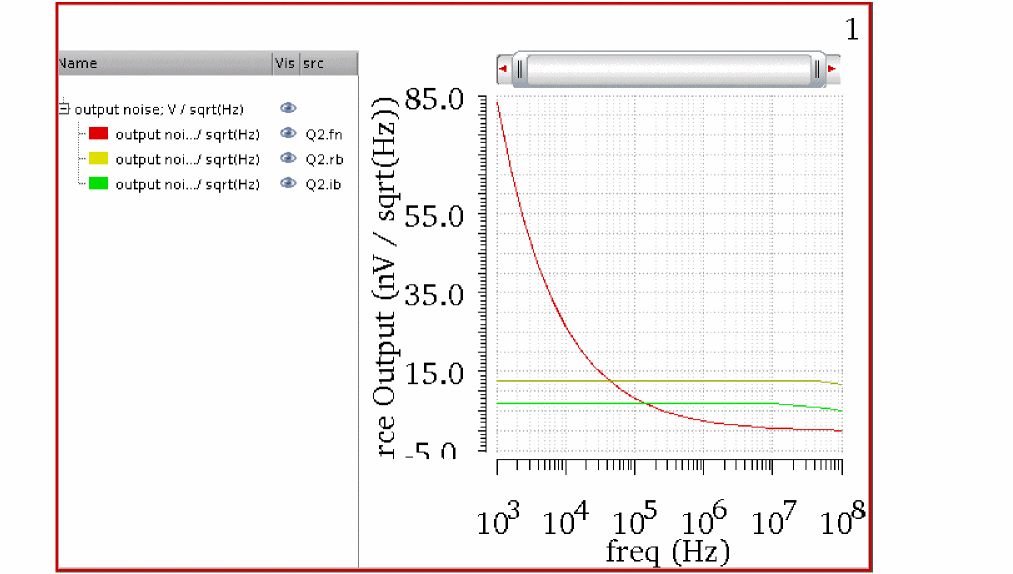 1
Name Vis src
output noise; V / sqrt(Hz)
output noi.../ sqrt(Hz) Q2.fn
output noi.../ sqrt(Hz) Q2.rb
output noi.../ sqrt(Hz) Q2.ib
rce Output (nV / sqrt(Hz))
85.0
55.0
35.0
15.0
-5.0
10^3 10^4 10^5 10^6 10^7 10^8
freq (Hz)